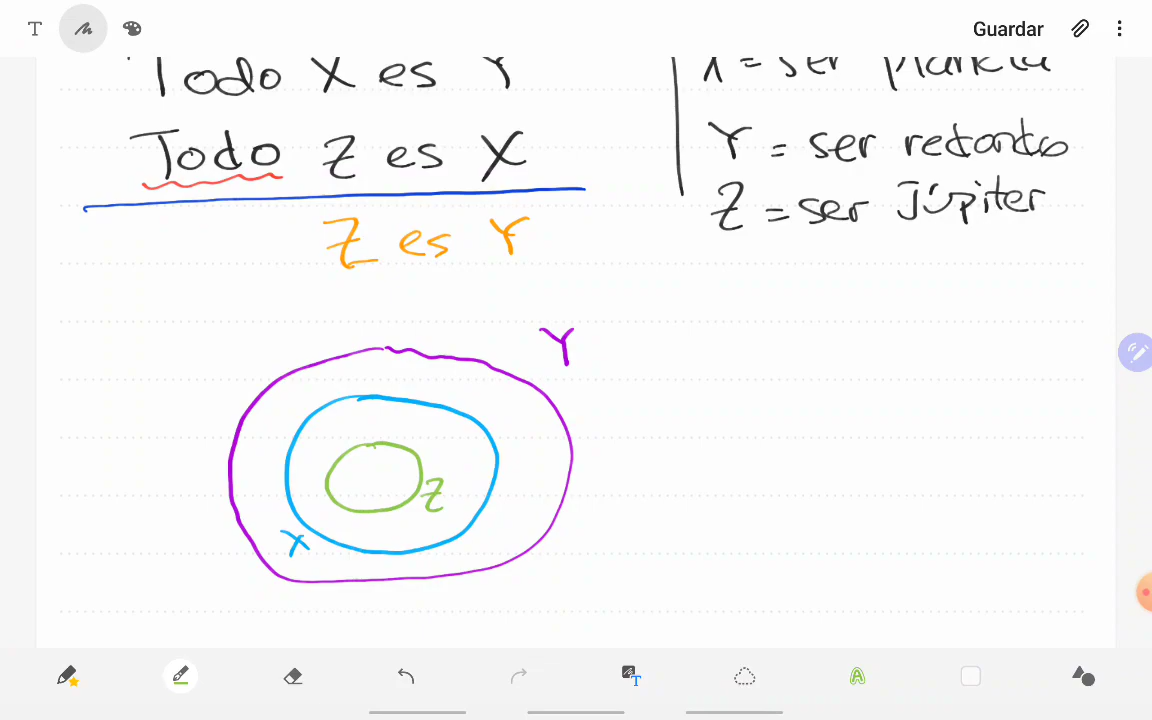 Guardar
Todo X es Y
X = ser planeta
Todo Z es X
Y = ser redondo
Z = ser Júpiter
Z es Y
Y
Z
X